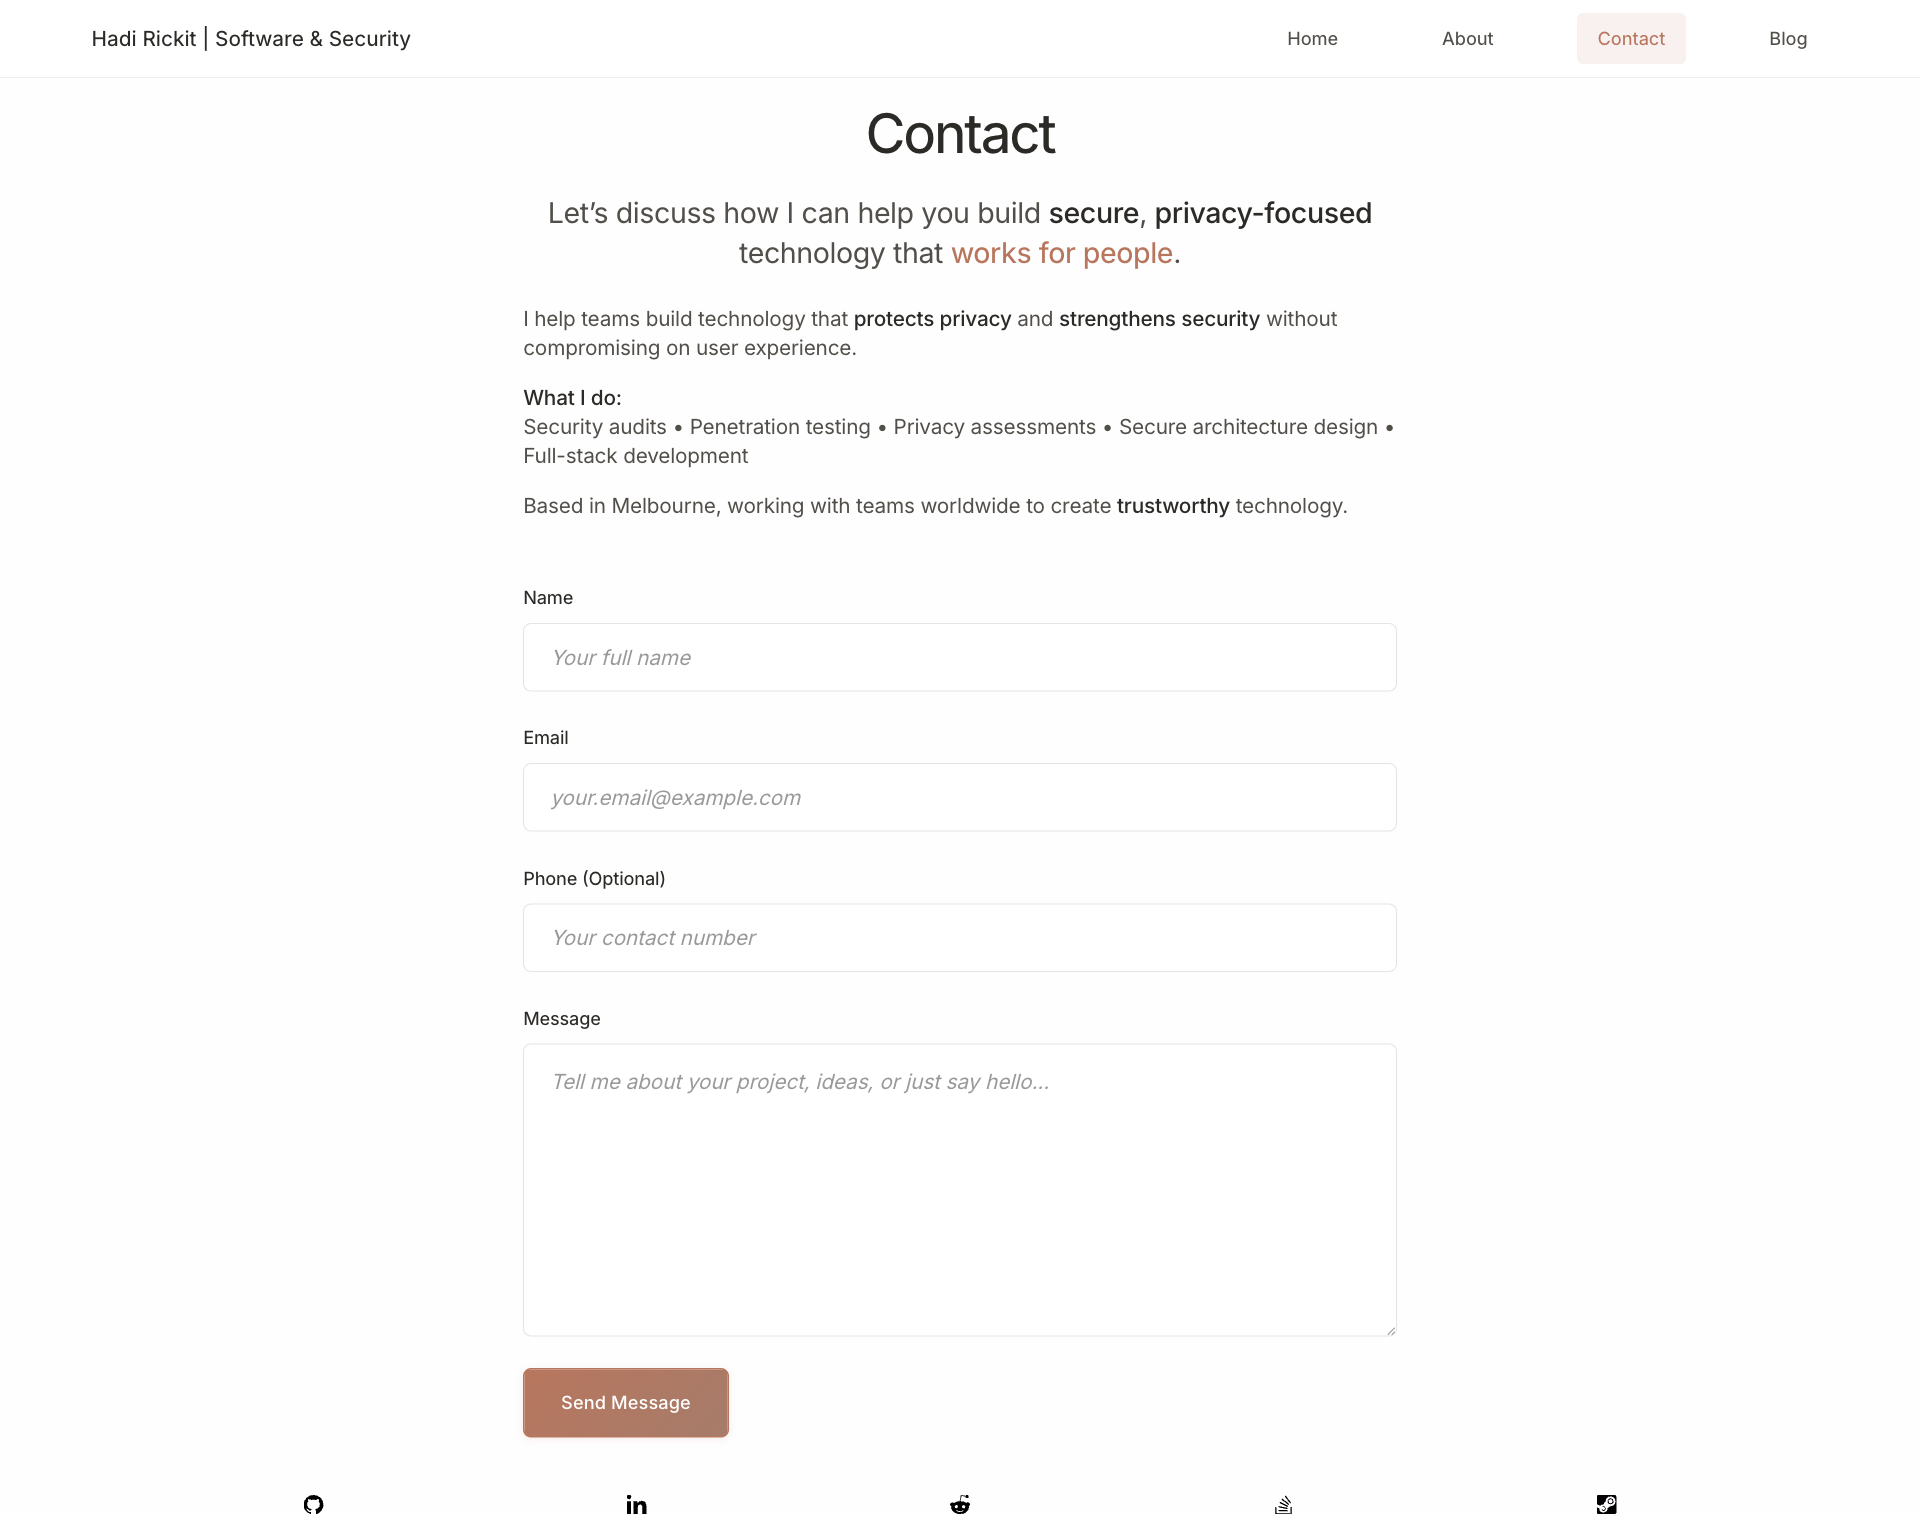 Hadi Rickit | Software & Security
Home
About
Contact
Blog
Contact
Let’s discuss how I can help you build secure, privacy-focused
technology that works for people.
I help teams build technology that protects privacy and strengthens security without
compromising on user experience.
What I do:
Security audits • Penetration testing • Privacy assessments • Secure architecture design •
Full-stack development
Based in Melbourne, working with teams worldwide to create trustworthy technology.
Name
Your full name
Email
your.email@example.com
Phone (Optional)
Your contact number
Message
Tell me about your project, ideas, or just say hello...
Send Message
in